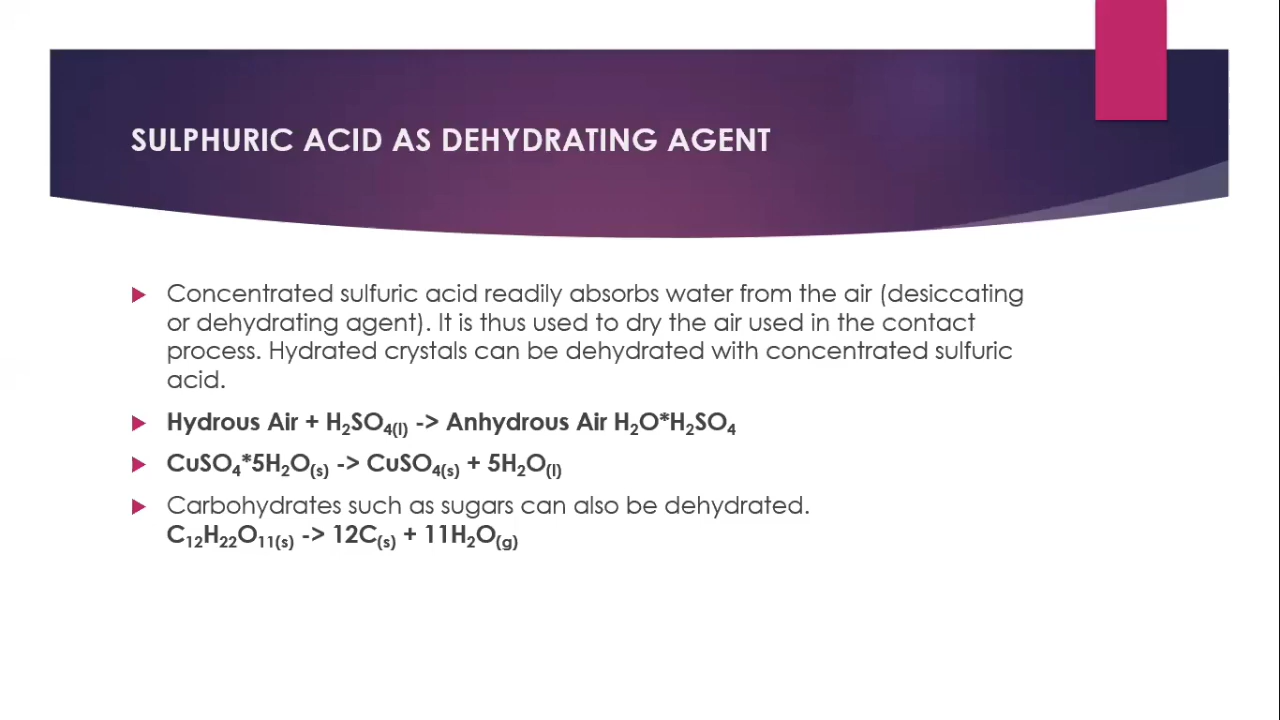 SULPHURIC ACID AS DEHYDRATING AGENT
Concentrated sulfuric acid readily absorbs water from the air (desiccating
or dehydrating agent). It is thus used to dry the air used in the contact
process. Hydrated crystals can be dehydrated with concentrated sulfuric
acid.
Hydrous Air + H₂SO₄₍l₎ -> Anhydrous Air H₂O*H₂SO₄
CuSO₄*5H₂O₍s₎ -> CuSO₄₍s₎ + 5H₂O₍l₎
Carbohydrates such as sugars can also be dehydrated.
C₁₂H₂₂O₁₁₍s₎ -> 12C₍s₎ + 11H₂O₍g₎